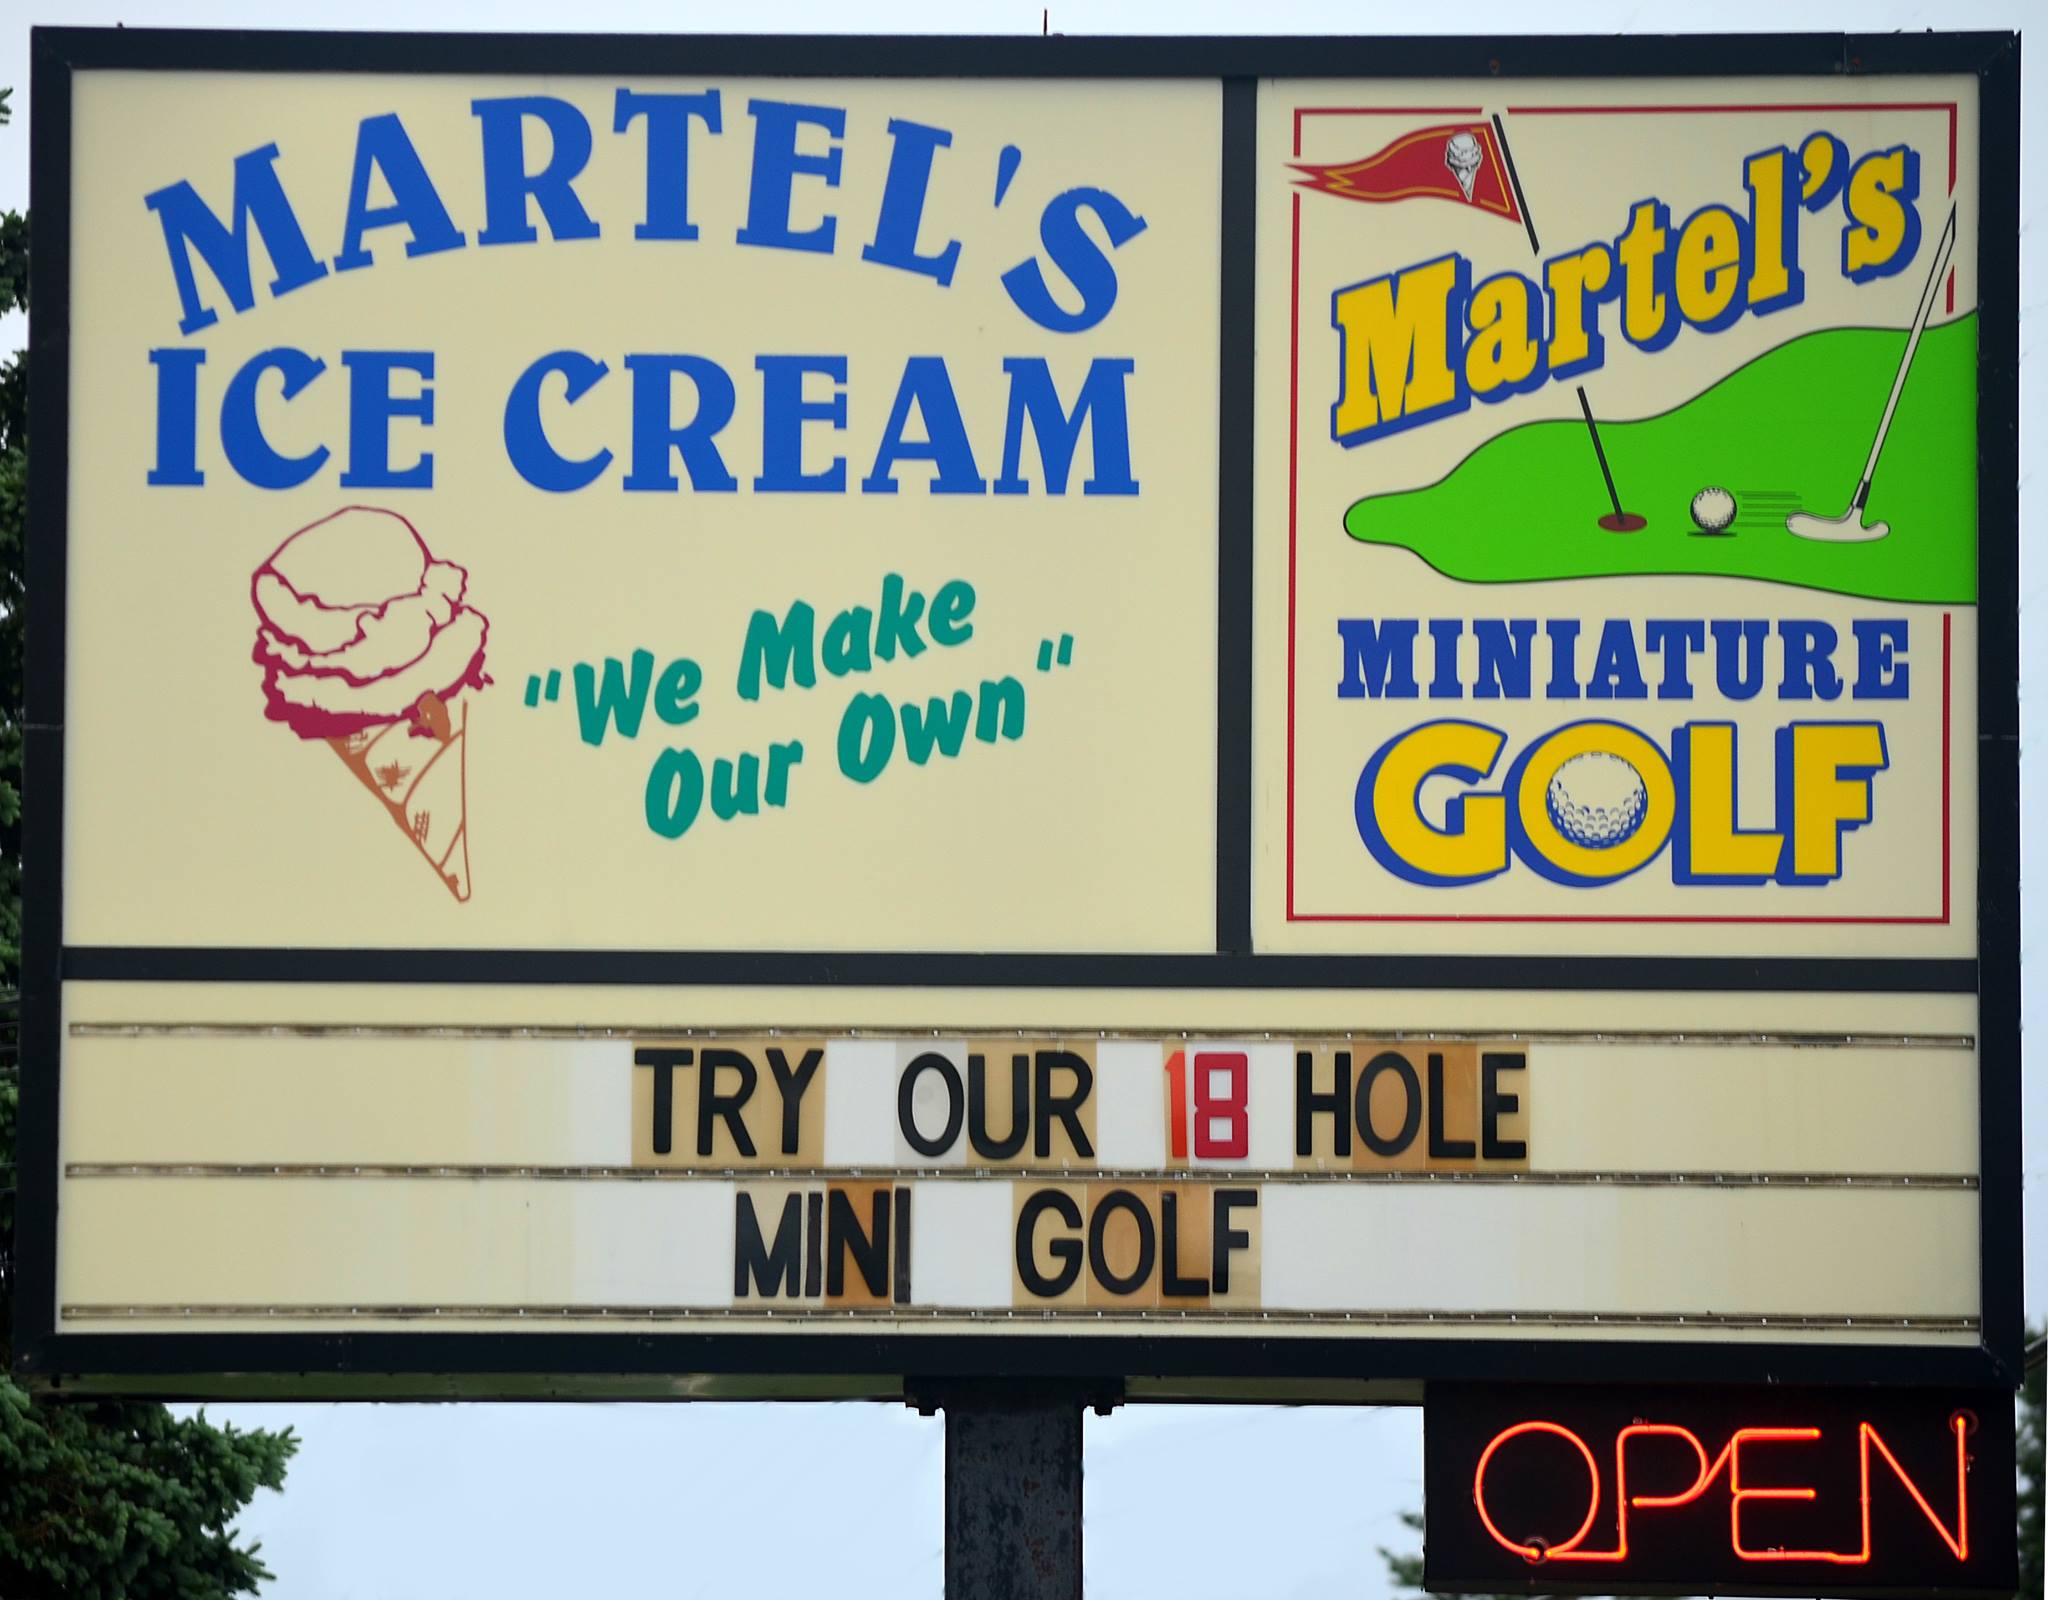 MARTEL'S
ICE CREAM
"We Make
Our Own"
Martel's
MINIATURE
GOLF
TRY OUR 18 HOLE
MINI GOLF
OPEN